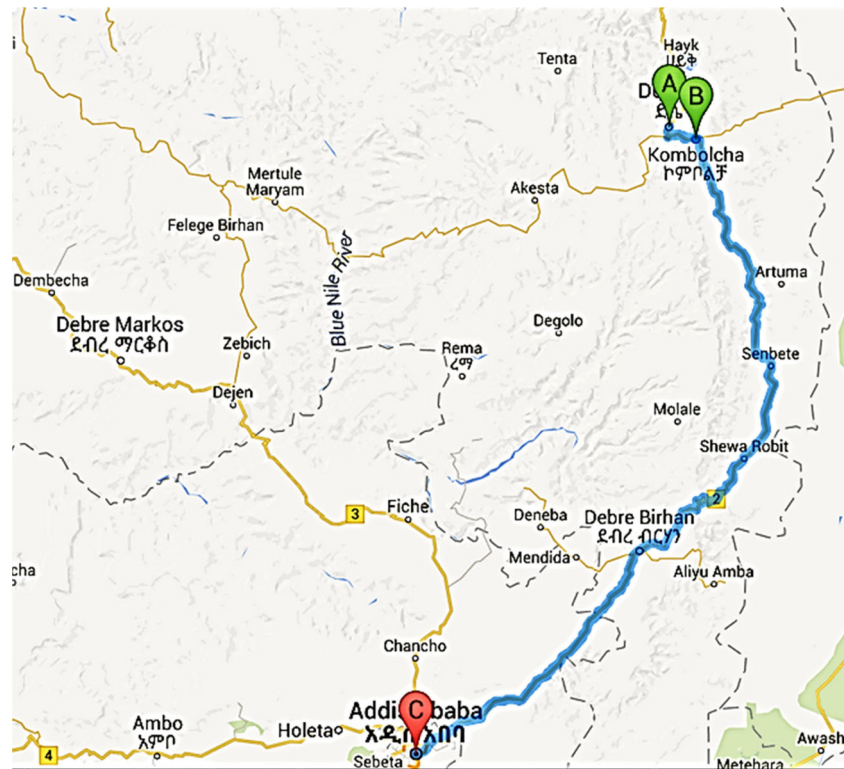 Hayk
ሀይቅ
Tenta
A
B
Kombolcha
ኮምቦልቻ
Mertule
Maryam
Akesta
Felege Birhan
Blue Nile River
Artuma
Dembecha
Debre Markos
ደብረ ማርቆስ
Degolo
Zebich
Rema
ረማ
Senbete
Dejen
Molale
Shewa Robit
2
3
Fiche
Deneba
Debre Birhan
ደብረ ብርሃን
Mendida
Aliyu Amba
cha
Chancho
C
Ambo
አምቦ
Holeta
Sebeta
4
Awash
Metehara